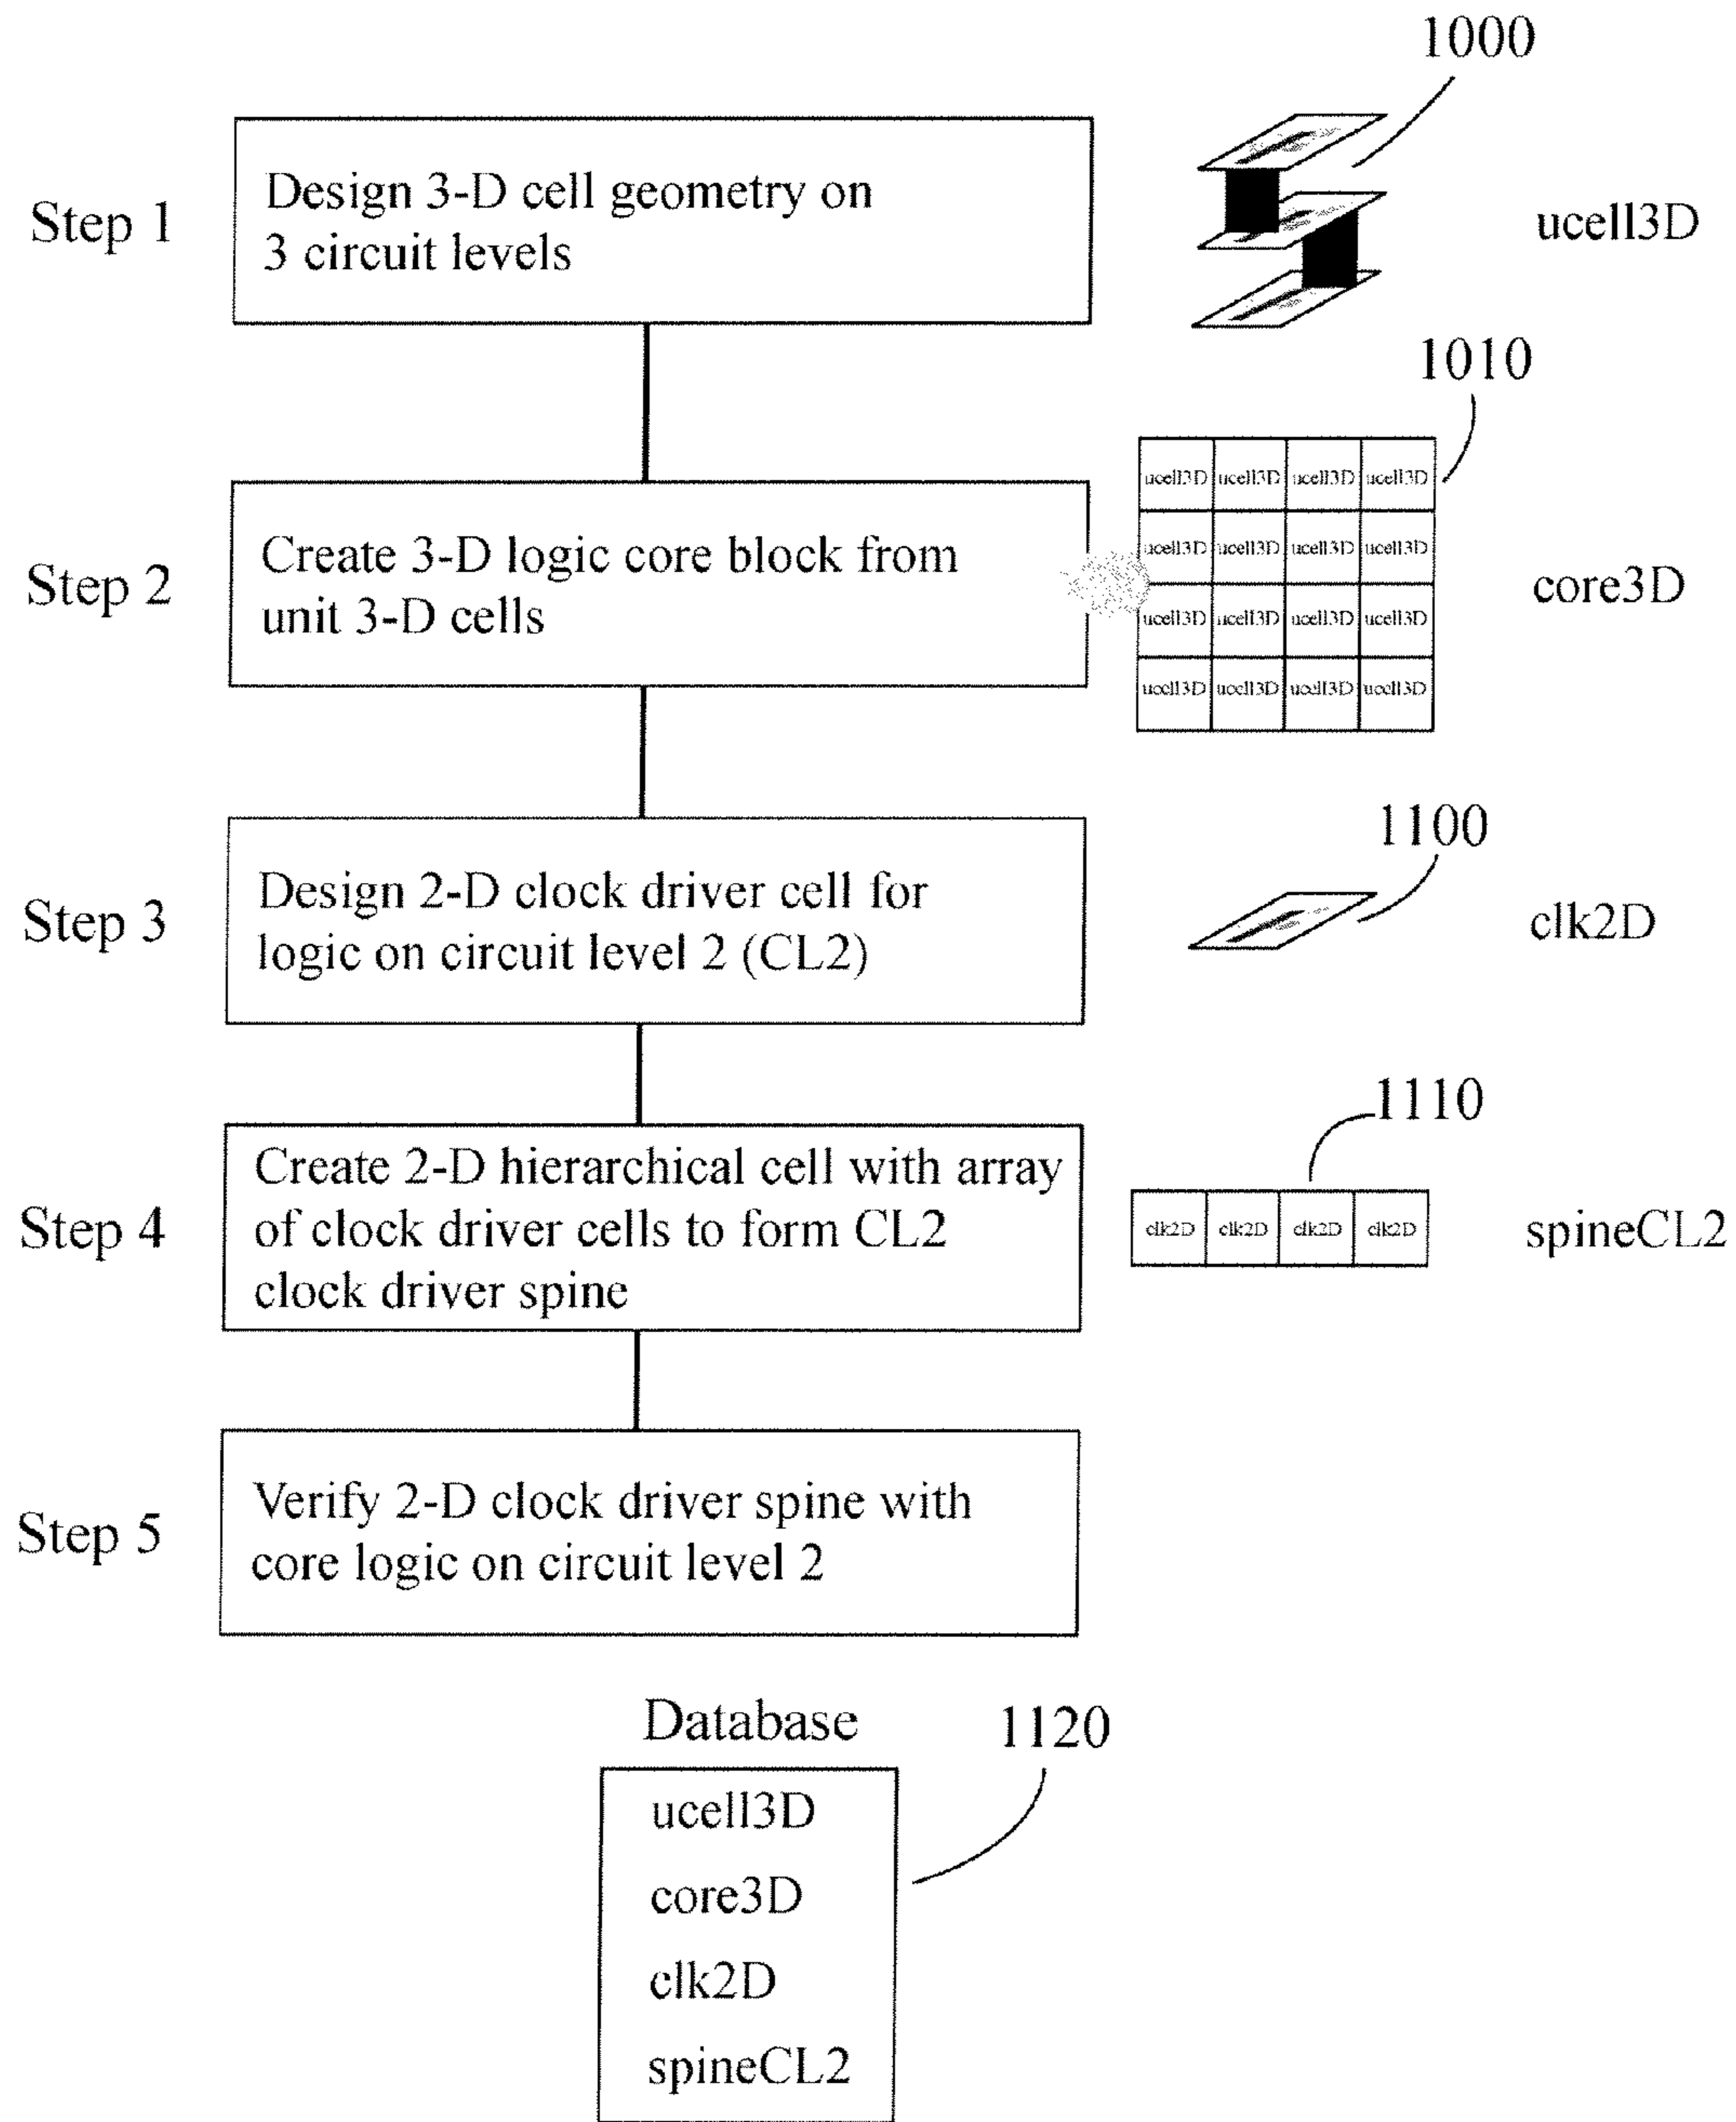 1000
Step 1
Design 3-D cell geometry on
3 circuit levels
ucell3D
1010
Step 2
Create 3-D logic core block from
unit 3-D cells
ucell3D ucell3D ucell3D ucell3D
ucell3D ucell3D ucell3D ucell3D
ucell3D ucell3D ucell3D ucell3D
ucell3D ucell3D ucell3D ucell3D
core3D
1100
Step 3
Design 2-D clock driver cell for
logic on circuit level 2 (CL2)
clk2D
1110
Step 4
Create 2-D hierarchical cell with array
of clock driver cells to form CL2
clock driver spine
clk2D clk2D clk2D clk2D
spineCL2
Step 5
Verify 2-D clock driver spine with
core logic on circuit level 2
Database
1120
ucell3D
core3D
clk2D
spineCL2